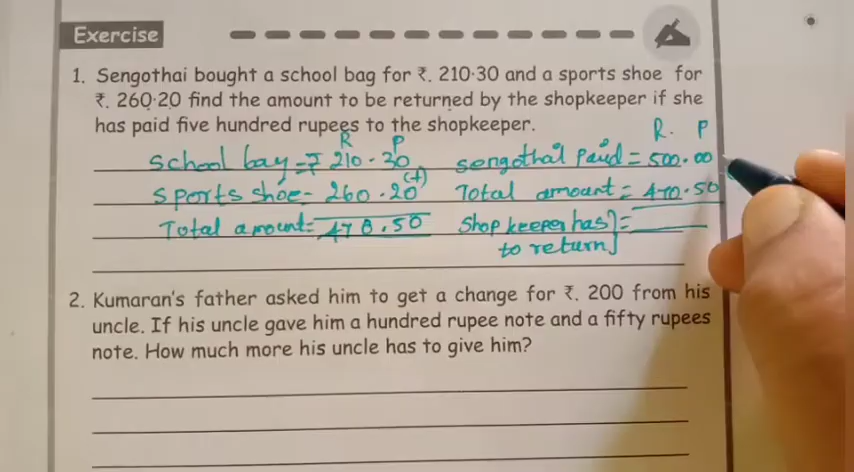 Exercise
1. Sengothai bought a school bag for ₹. 210·30 and a sports shoe for
₹. 260·20 find the amount to be returned by the shopkeeper if she
has paid five hundred rupees to the shopkeeper.
R P
School bay = ₹ 210 · 30
Sports shoe - 260 · 20 (+)
Total amount = 470.50
R. P
Sengothai Paid = 500.00
Total amount = 470.50
Shop keeper has } =
to return
2. Kumaran's father asked him to get a change for ₹. 200 from his
uncle. If his uncle gave him a hundred rupee note and a fifty rupees
note. How much more his uncle has to give him?